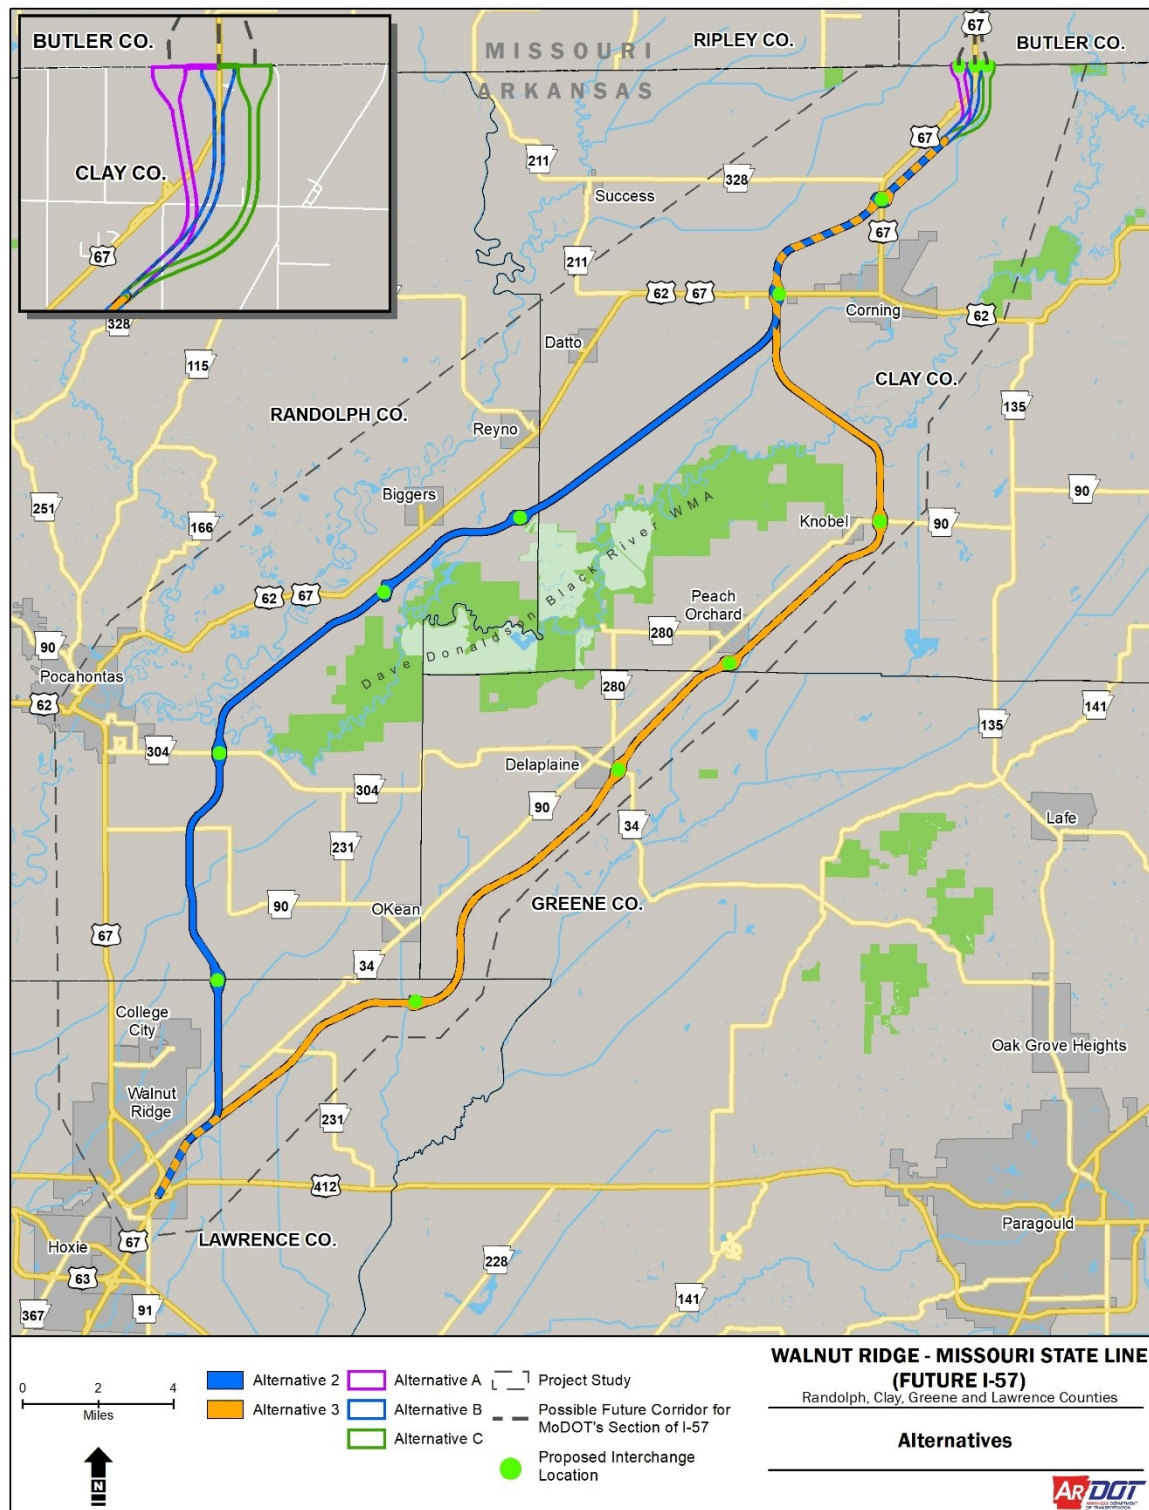 BUTLER CO.
CLAY CO.
67
MISSOURI
ARKANSAS
RIPLEY CO.
67
BUTLER CO.
67
211
328
Success
67
211
62
67
Corning
62
328
115
Datto
CLAY CO.
135
RANDOLPH CO.
Reyno
251
166
Biggers
90
Knobel
90
Dave Donaldson Black River WMA
62
67
Peach
Orchard
280
90
Pocahontas
62
280
141
135
304
Delaplaine
304
90
34
231
Lafe
90
OKean
GREENE CO.
67
34
College
City
Oak Grove Heights
Walnut
Ridge
231
412
67
LAWRENCE CO.
Paragould
Hoxie
63
228
367
91
141
0
2
4
Miles
N
Alternative 2
Alternative 3
Alternative A
Alternative B
Alternative C
Project Study
Possible Future Corridor for
MoDOT's Section of I-57
Proposed Interchange
Location
WALNUT RIDGE - MISSOURI STATE LINE
(FUTURE I-57)
Randolph, Clay, Greene and Lawrence Counties
Alternatives
ARDOT
ARKANSAS DEPARTMENT
OF TRANSPORTATION